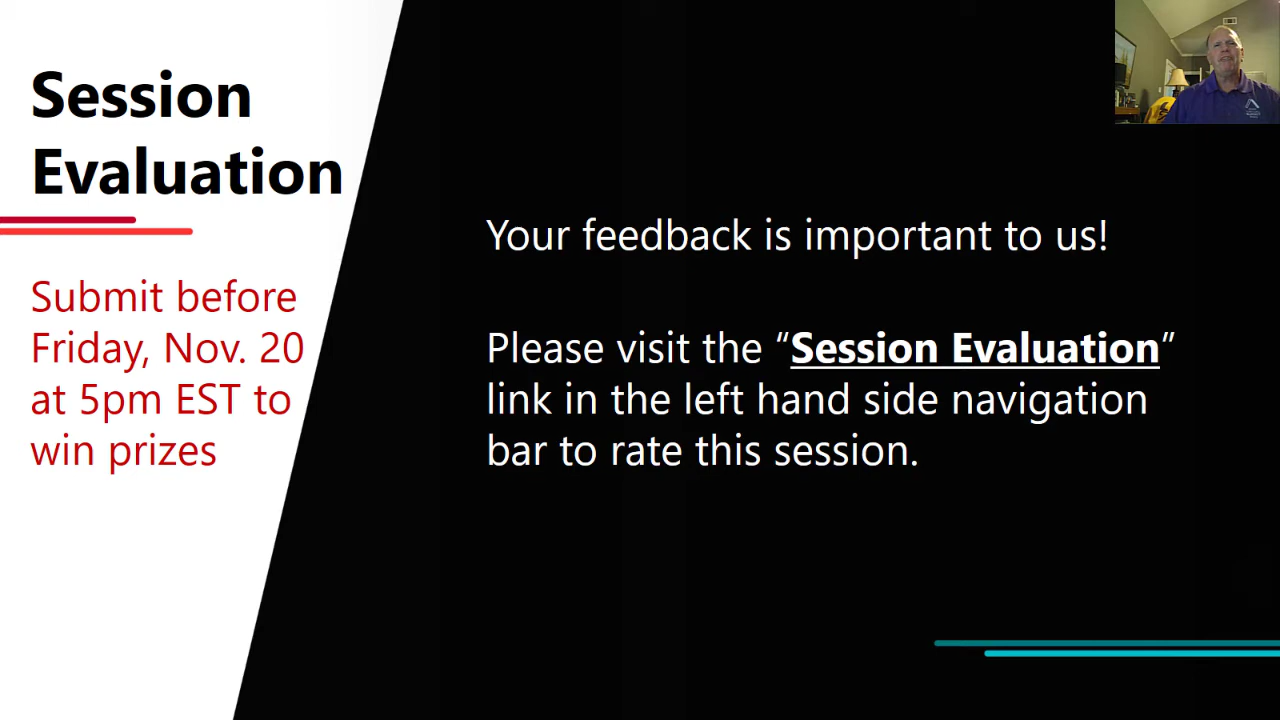 Session
Evaluation
Submit before
Friday, Nov. 20
at 5pm EST to
win prizes
Your feedback is important to us!
Please visit the “Session Evaluation”
link in the left hand side navigation
bar to rate this session.